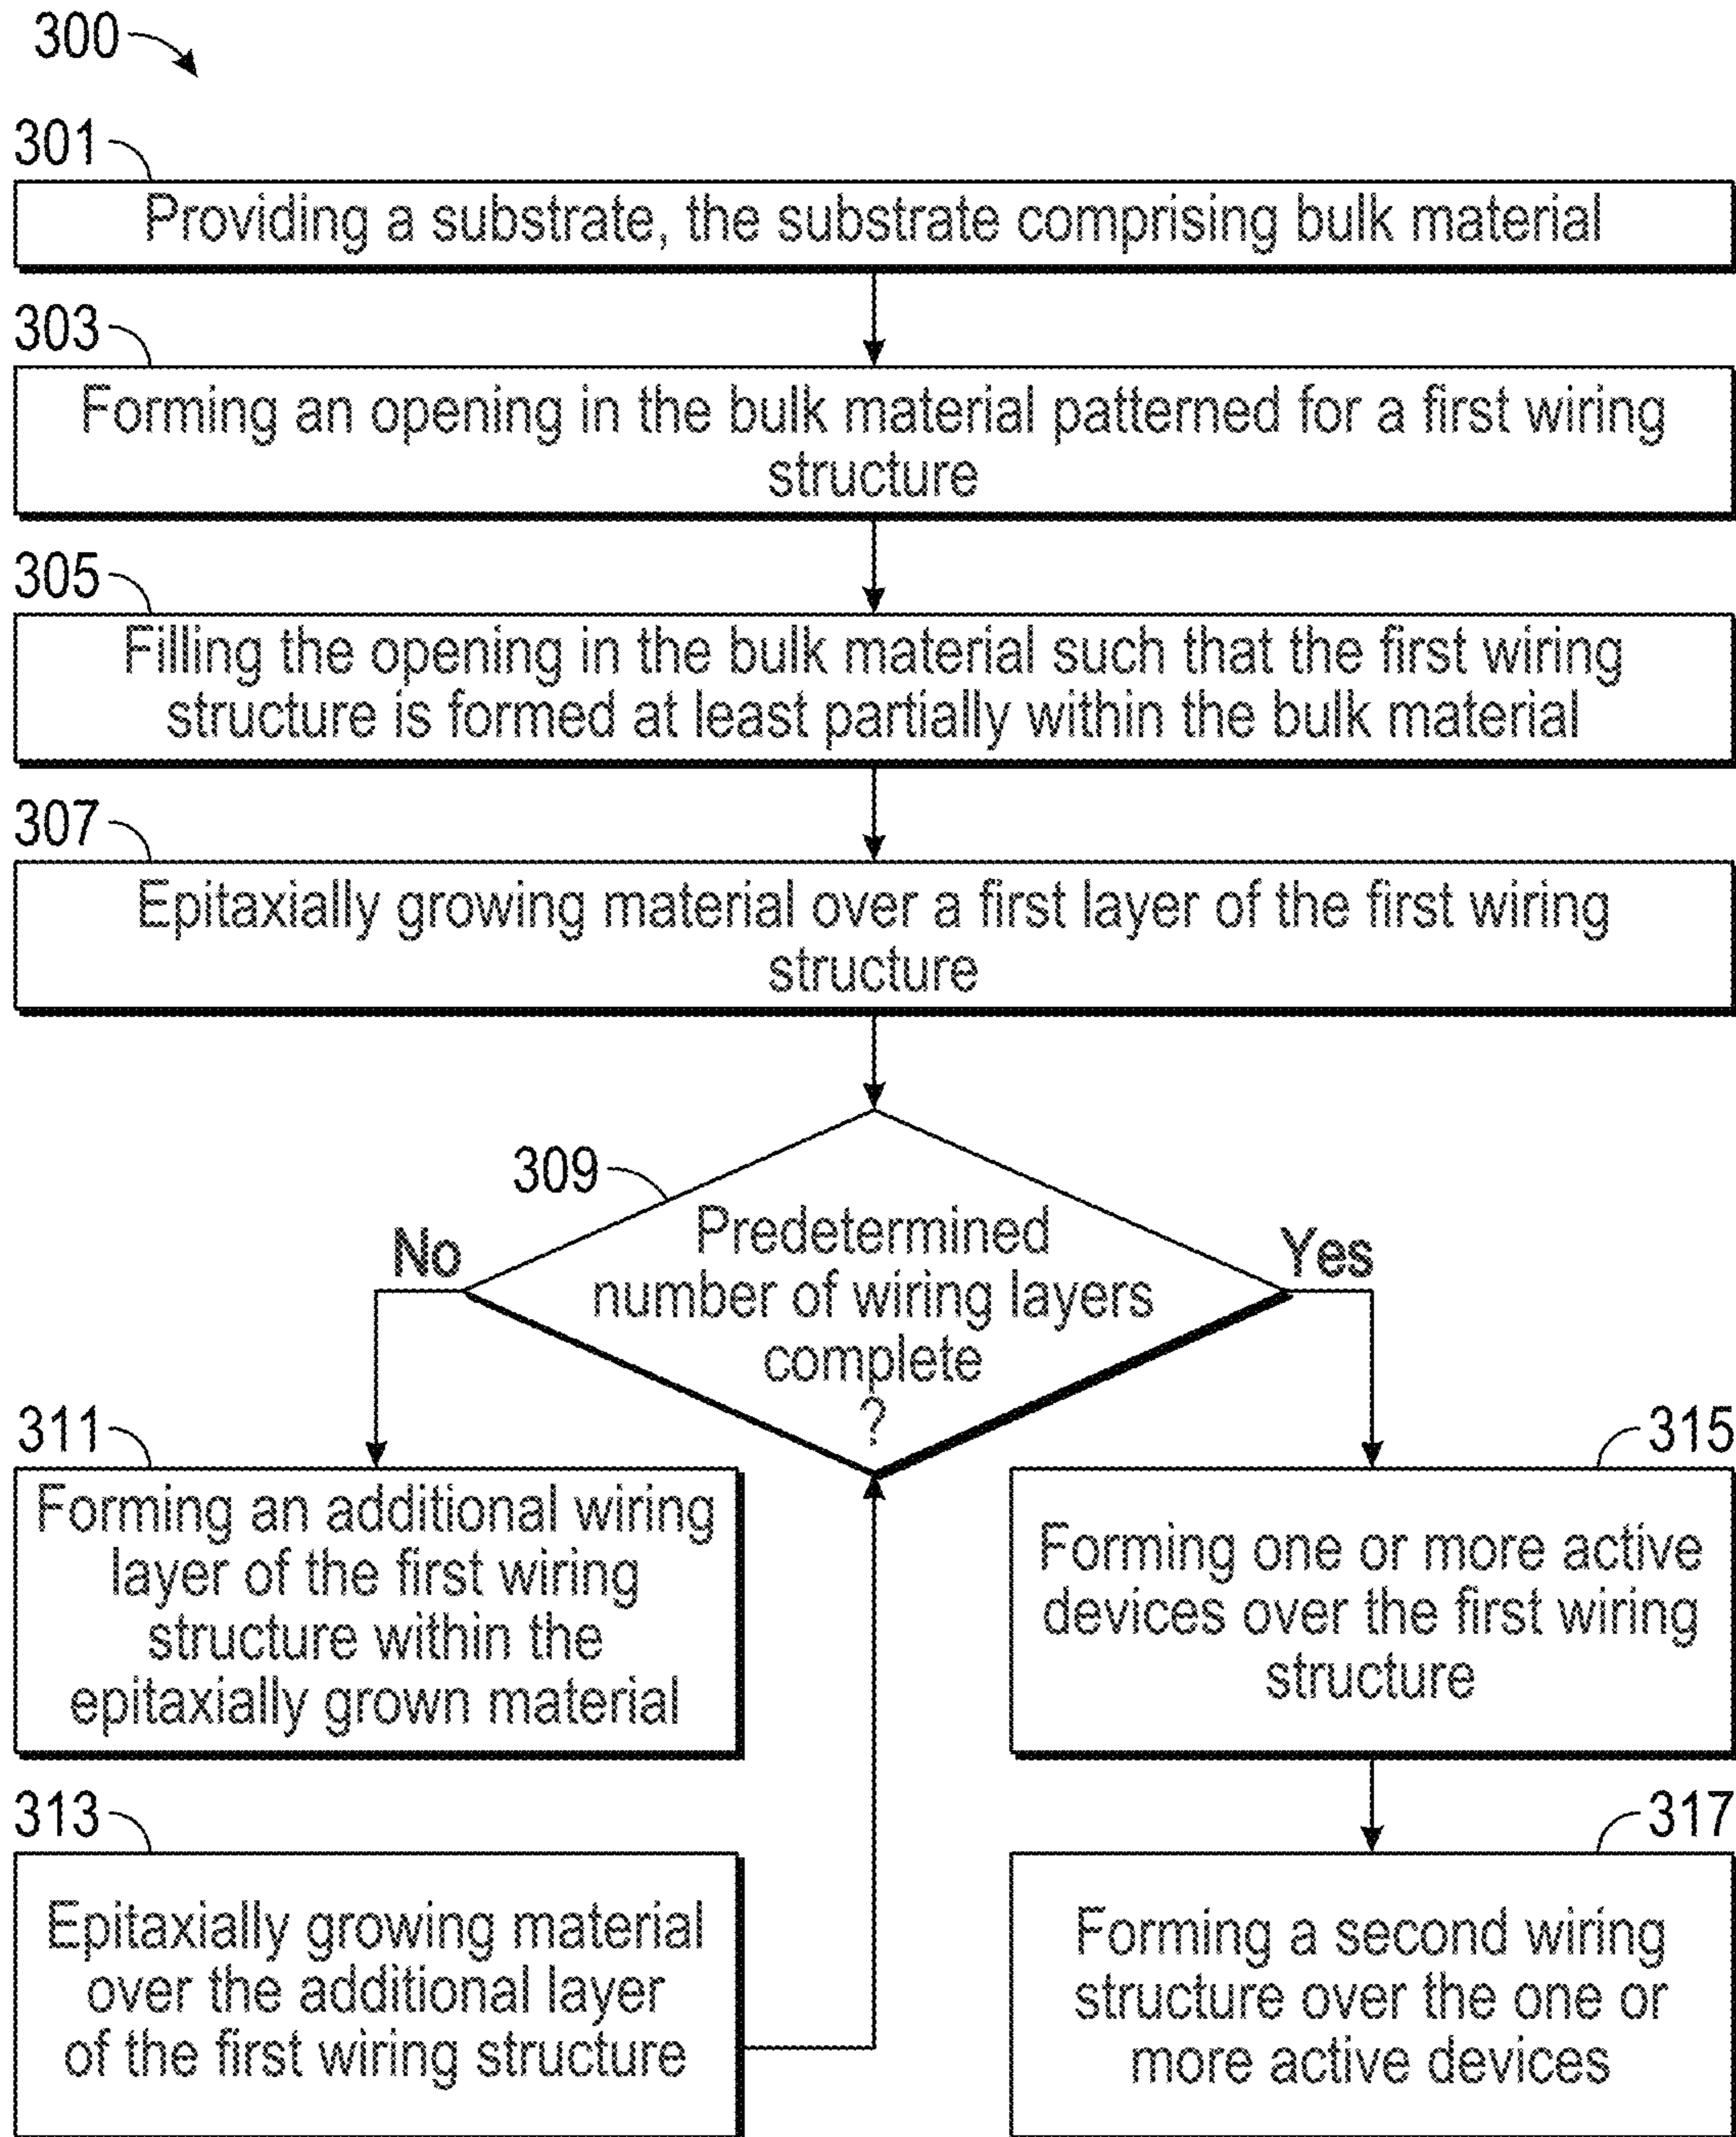 300
301
Providing a substrate, the substrate comprising bulk material
303
Forming an opening in the bulk material patterned for a first wiring
structure
305
Filling the opening in the bulk material such that the first wiring
structure is formed at least partially within the bulk material
307
Epitaxially growing material over a first layer of the first wiring
structure
309
Predetermined
number of wiring layers
complete
?
No
Yes
311
Forming an additional wiring
layer of the first wiring
structure within the
epitaxially grown material
313
Epitaxially growing material
over the additional layer
of the first wiring structure
315
Forming one or more active
devices over the first wiring
structure
317
Forming a second wiring
structure over the one or
more active devices